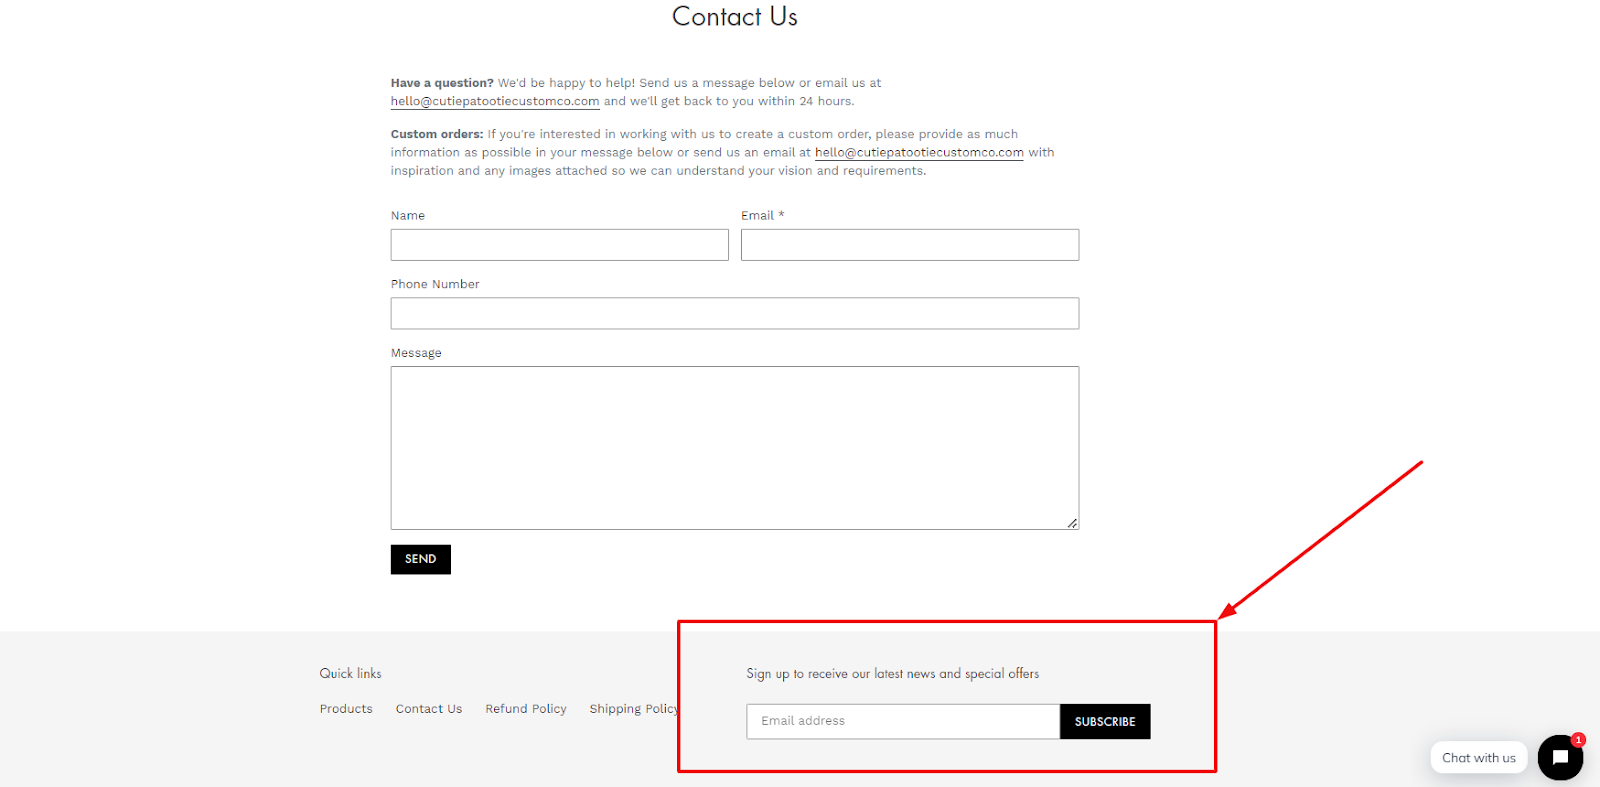 Contact Us
Have a question? We'd be happy to help! Send us a message below or email us at
hello@cutiepatootiecustomco.com and we'll get back to you within 24 hours.
Custom orders: If you're interested in working with us to create a custom order, please provide as much
information as possible in your message below or send us an email at hello@cutiepatootiecustomco.com with
inspiration and any images attached so we can understand your vision and requirements.
Name
Email *
Phone Number
Message
SEND
Quick links
Products Contact Us Refund Policy Shipping Policy
Sign up to receive our latest news and special offers
Email address SUBSCRIBE
Chat with us
1